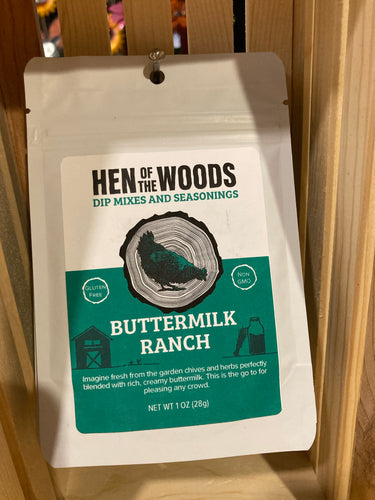 HEN OF THE WOODS
DIP MIXES AND SEASONINGS
GLUTEN
FREE
NON
GMO
BUTTERMILK
RANCH
Imagine fresh from the garden chives and herbs perfectly
blended with rich, creamy buttermilk. This is the go to for
pleasing any crowd.
NET WT 1 OZ (28g)